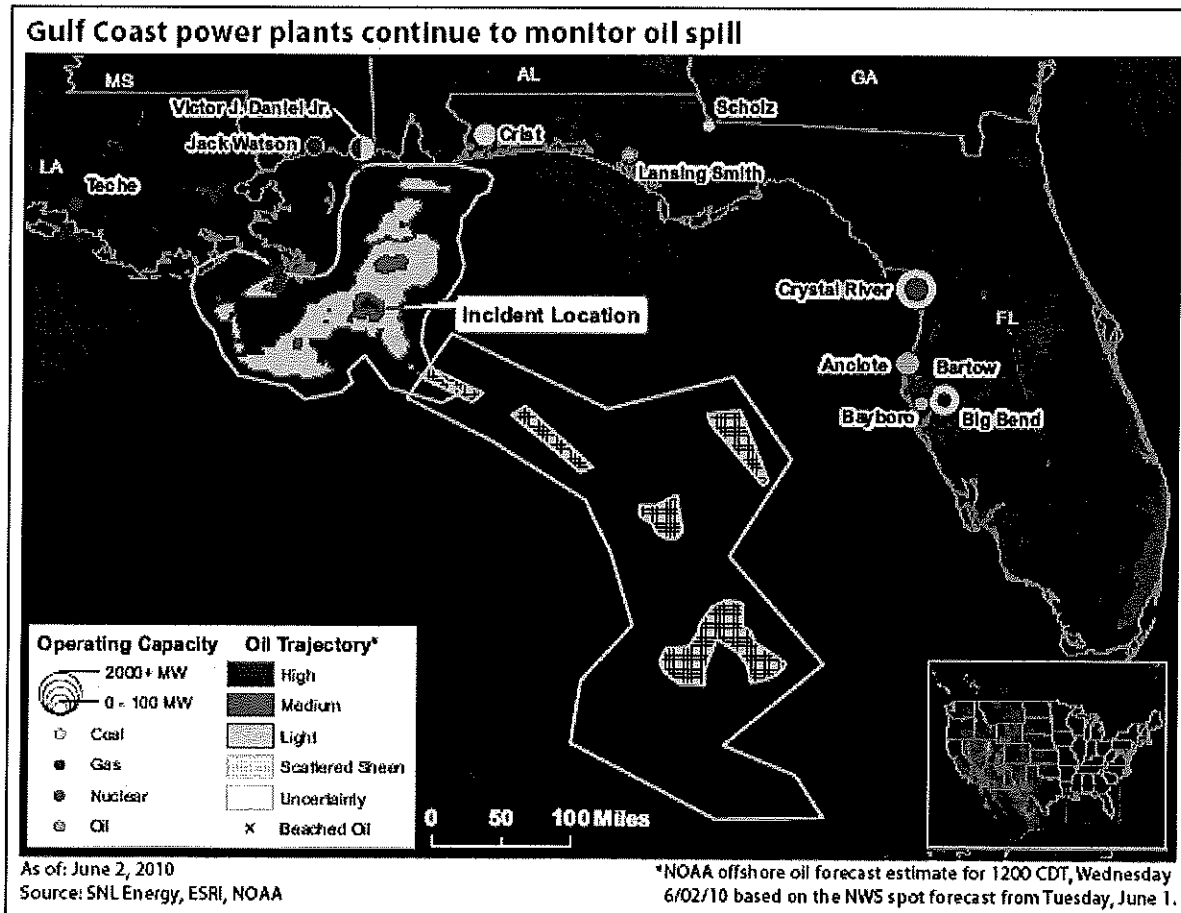 Gulf Coast power plants continue to monitor oil spill
MS
AL
GA
Victor J. Daniel Jr.
Scholz
Jack Watson
Crist
LA
Lansing Smith
Teche
Crystal River
Incident Location
FL
Anclote
Bartow
Bayboro
Big Bend
Operating Capacity
Oil Trajectory*
2000+ MW
High
0 - 100 MW
Medium
Coal
Light
Gas
Scattered Sheen
Nuclear
Uncertainty
Oil
X Beached Oil
0 50 100 Miles
As of: June 2, 2010
Source: SNL Energy, ESRI, NOAA
*NOAA offshore oil forecast estimate for 1200 CDT, Wednesday
6/02/10 based on the NWS spot forecast from Tuesday, June 1.